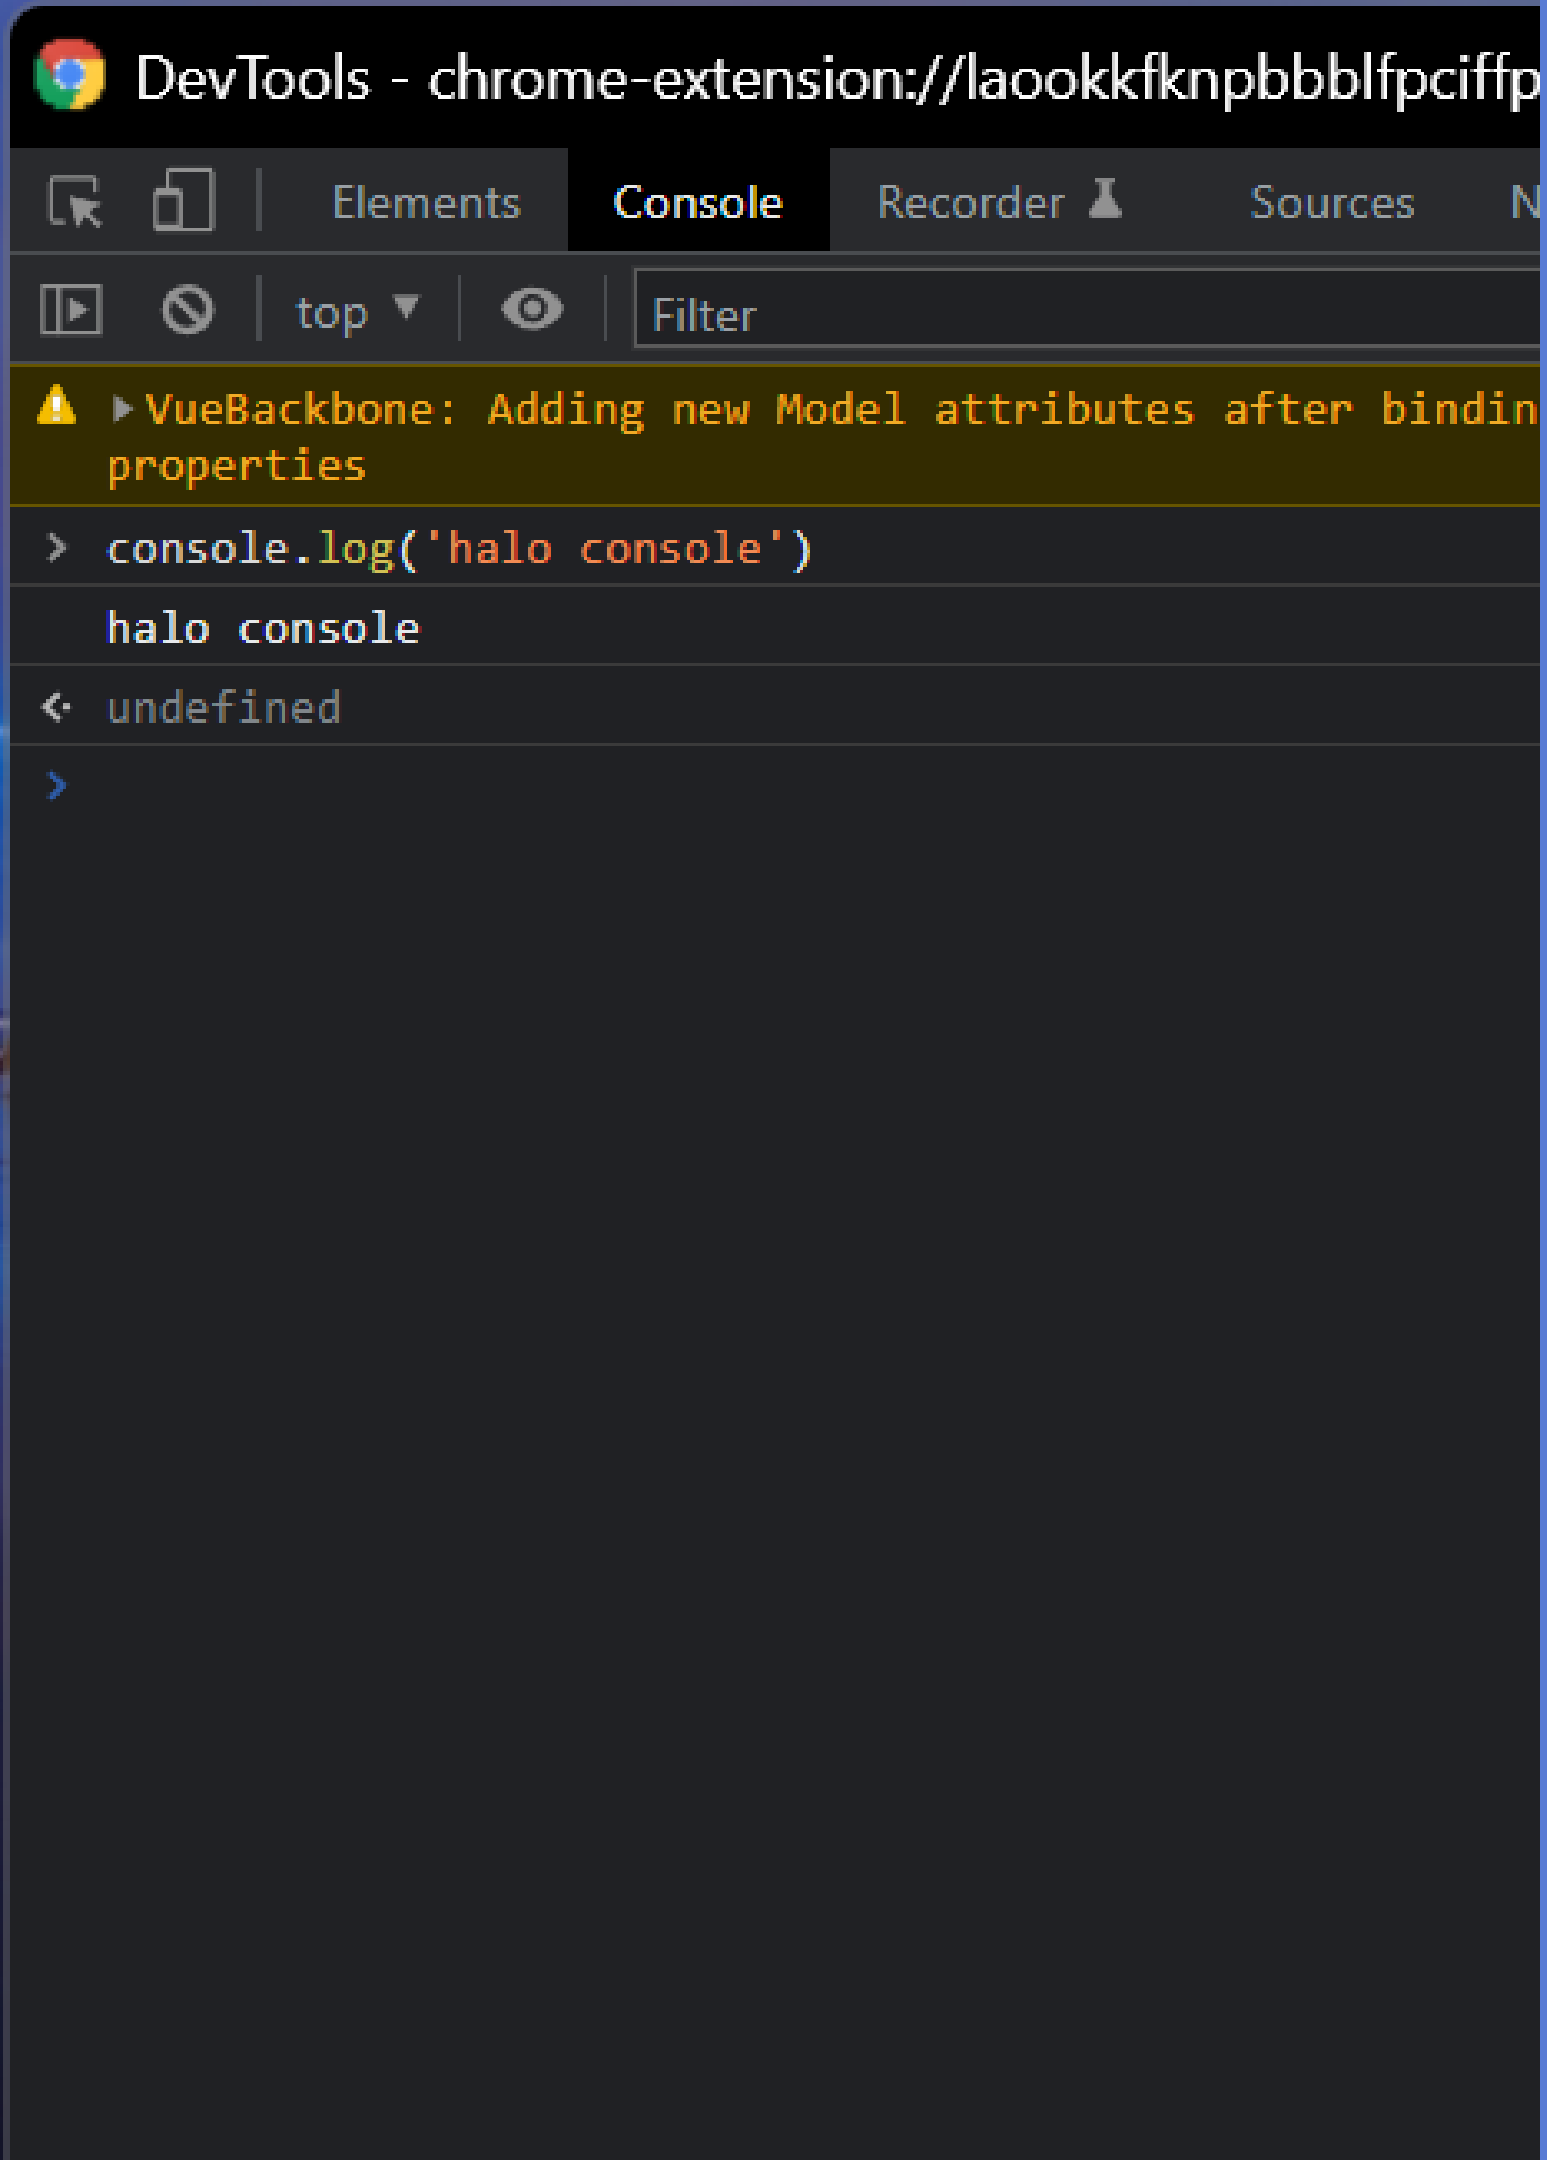 DevTools - chrome-extension://laookkfknpbbblfpciffp
Elements Console Recorder Sources N
top Filter
VueBackbone: Adding new Model attributes after bindin
properties
console.log('halo console')
halo console
undefined